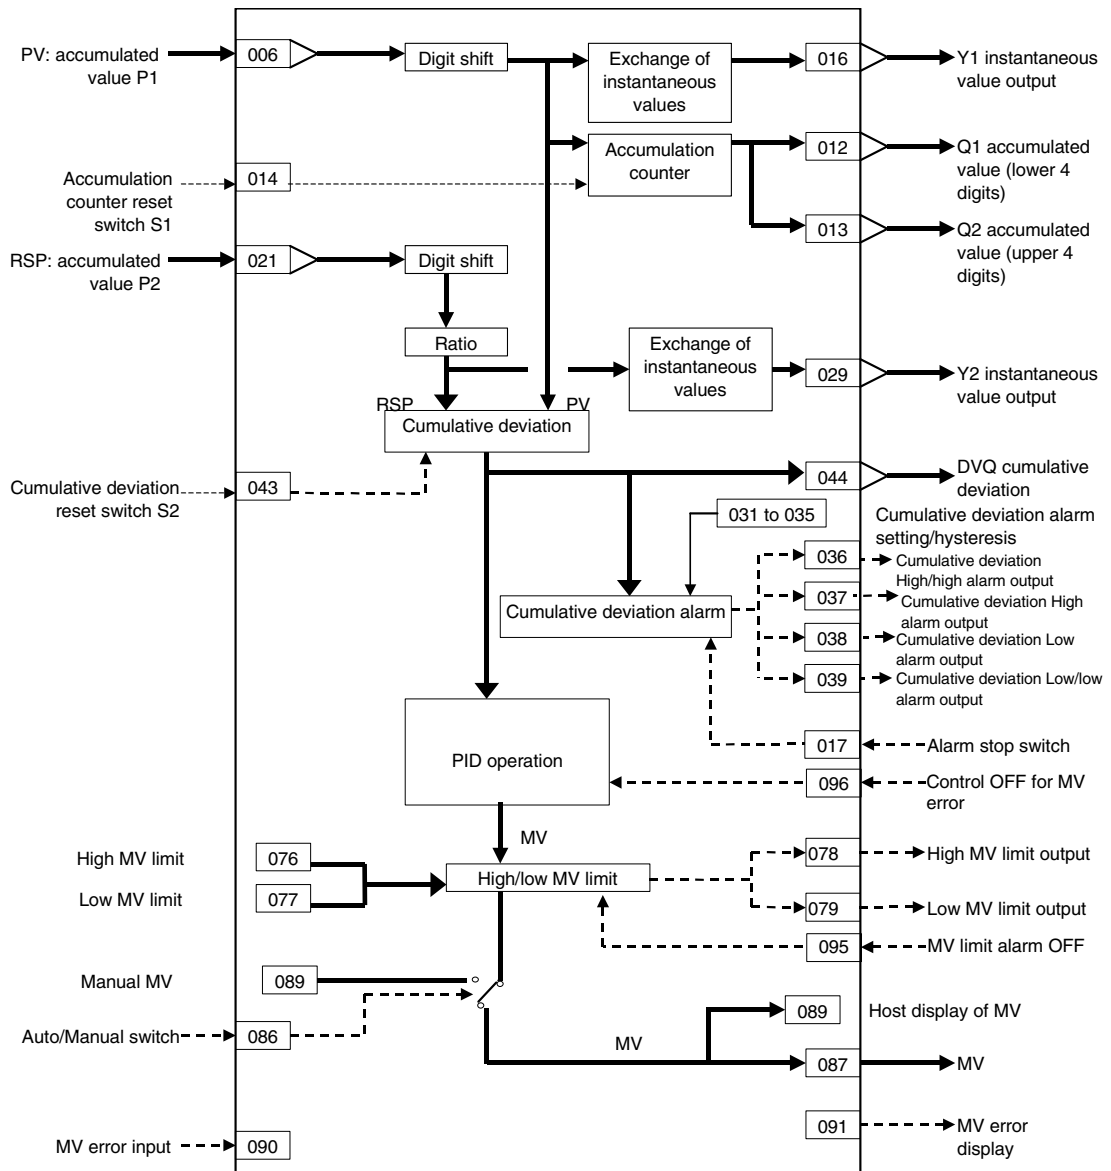 PV: accumulated
value P1
006
Digit shift
Exchange of
instantaneous
values
016
Y1 instantaneous
value output
Accumulation
counter
012
Q1 accumulated
value (lower 4
digits)
Accumulation
counter reset
switch S1
014
013
Q2 accumulated
value (upper 4
digits)
RSP: accumulated
value P2
021
Digit shift
Ratio
Exchange of
instantaneous
values
029
Y2 instantaneous
value output
RSP
PV
Cumulative deviation
Cumulative deviation
reset switch S2
043
044
DVQ cumulative
deviation
031 to 035
Cumulative deviation alarm
setting/hysteresis
036
Cumulative deviation
High/high alarm output
037
Cumulative deviation High
alarm output
Cumulative deviation alarm
038
Cumulative deviation Low
alarm output
039
Cumulative deviation Low/low
alarm output
017
Alarm stop switch
PID operation
096
Control OFF for MV
error
MV
High MV limit
076
Low MV limit
077
High/low MV limit
078
High MV limit output
079
Low MV limit output
095
MV limit alarm OFF
Manual MV
089
Auto/Manual switch
086
089
Host display of MV
MV
087
MV
091
MV error
display
MV error input
090